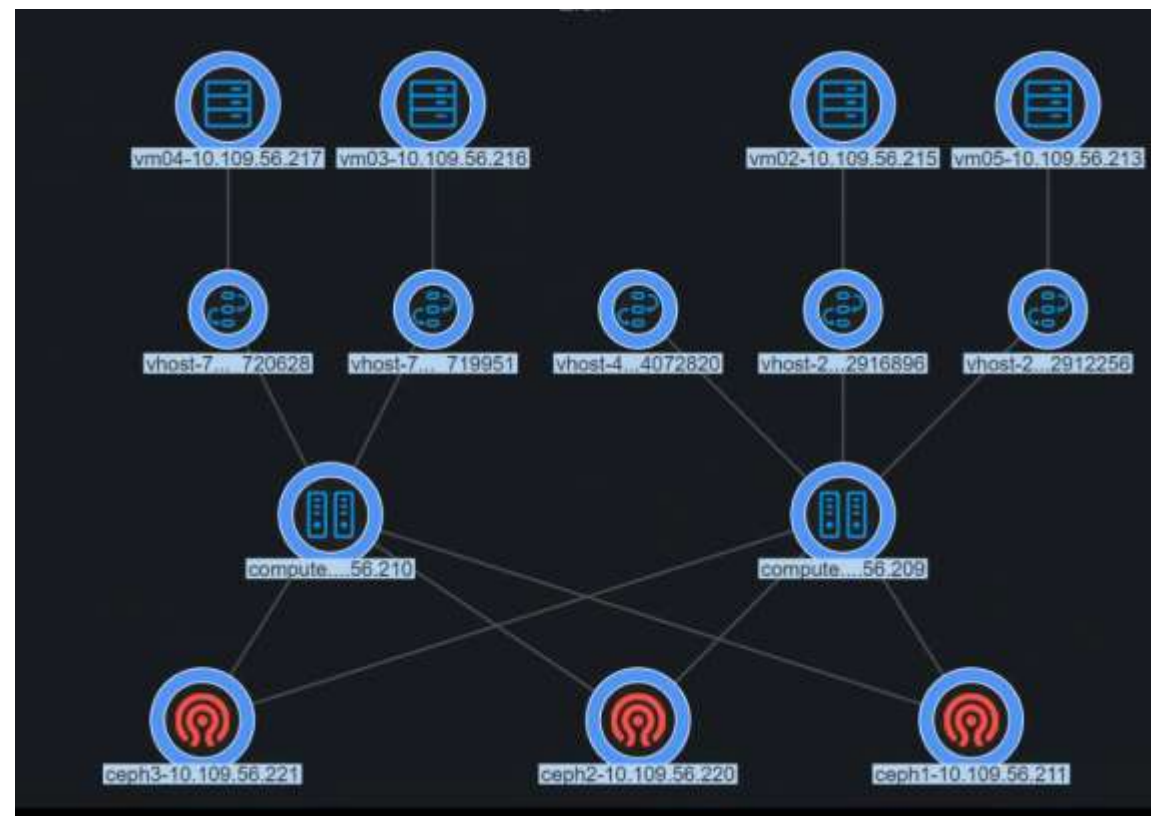 vm04-10.109.56.217
vm03-10.109.56.216
vm02-10.109.56.215
vm05-10.109.56.213
vhost-7... 720628
vhost-7... 719951
vhost-4...4072820
vhost-2...2916896
vhost-2...2912256
compute....56.210
compute....56.209
ceph3-10.109.56.221
ceph2-10.109.56.220
ceph1-10.109.56.211